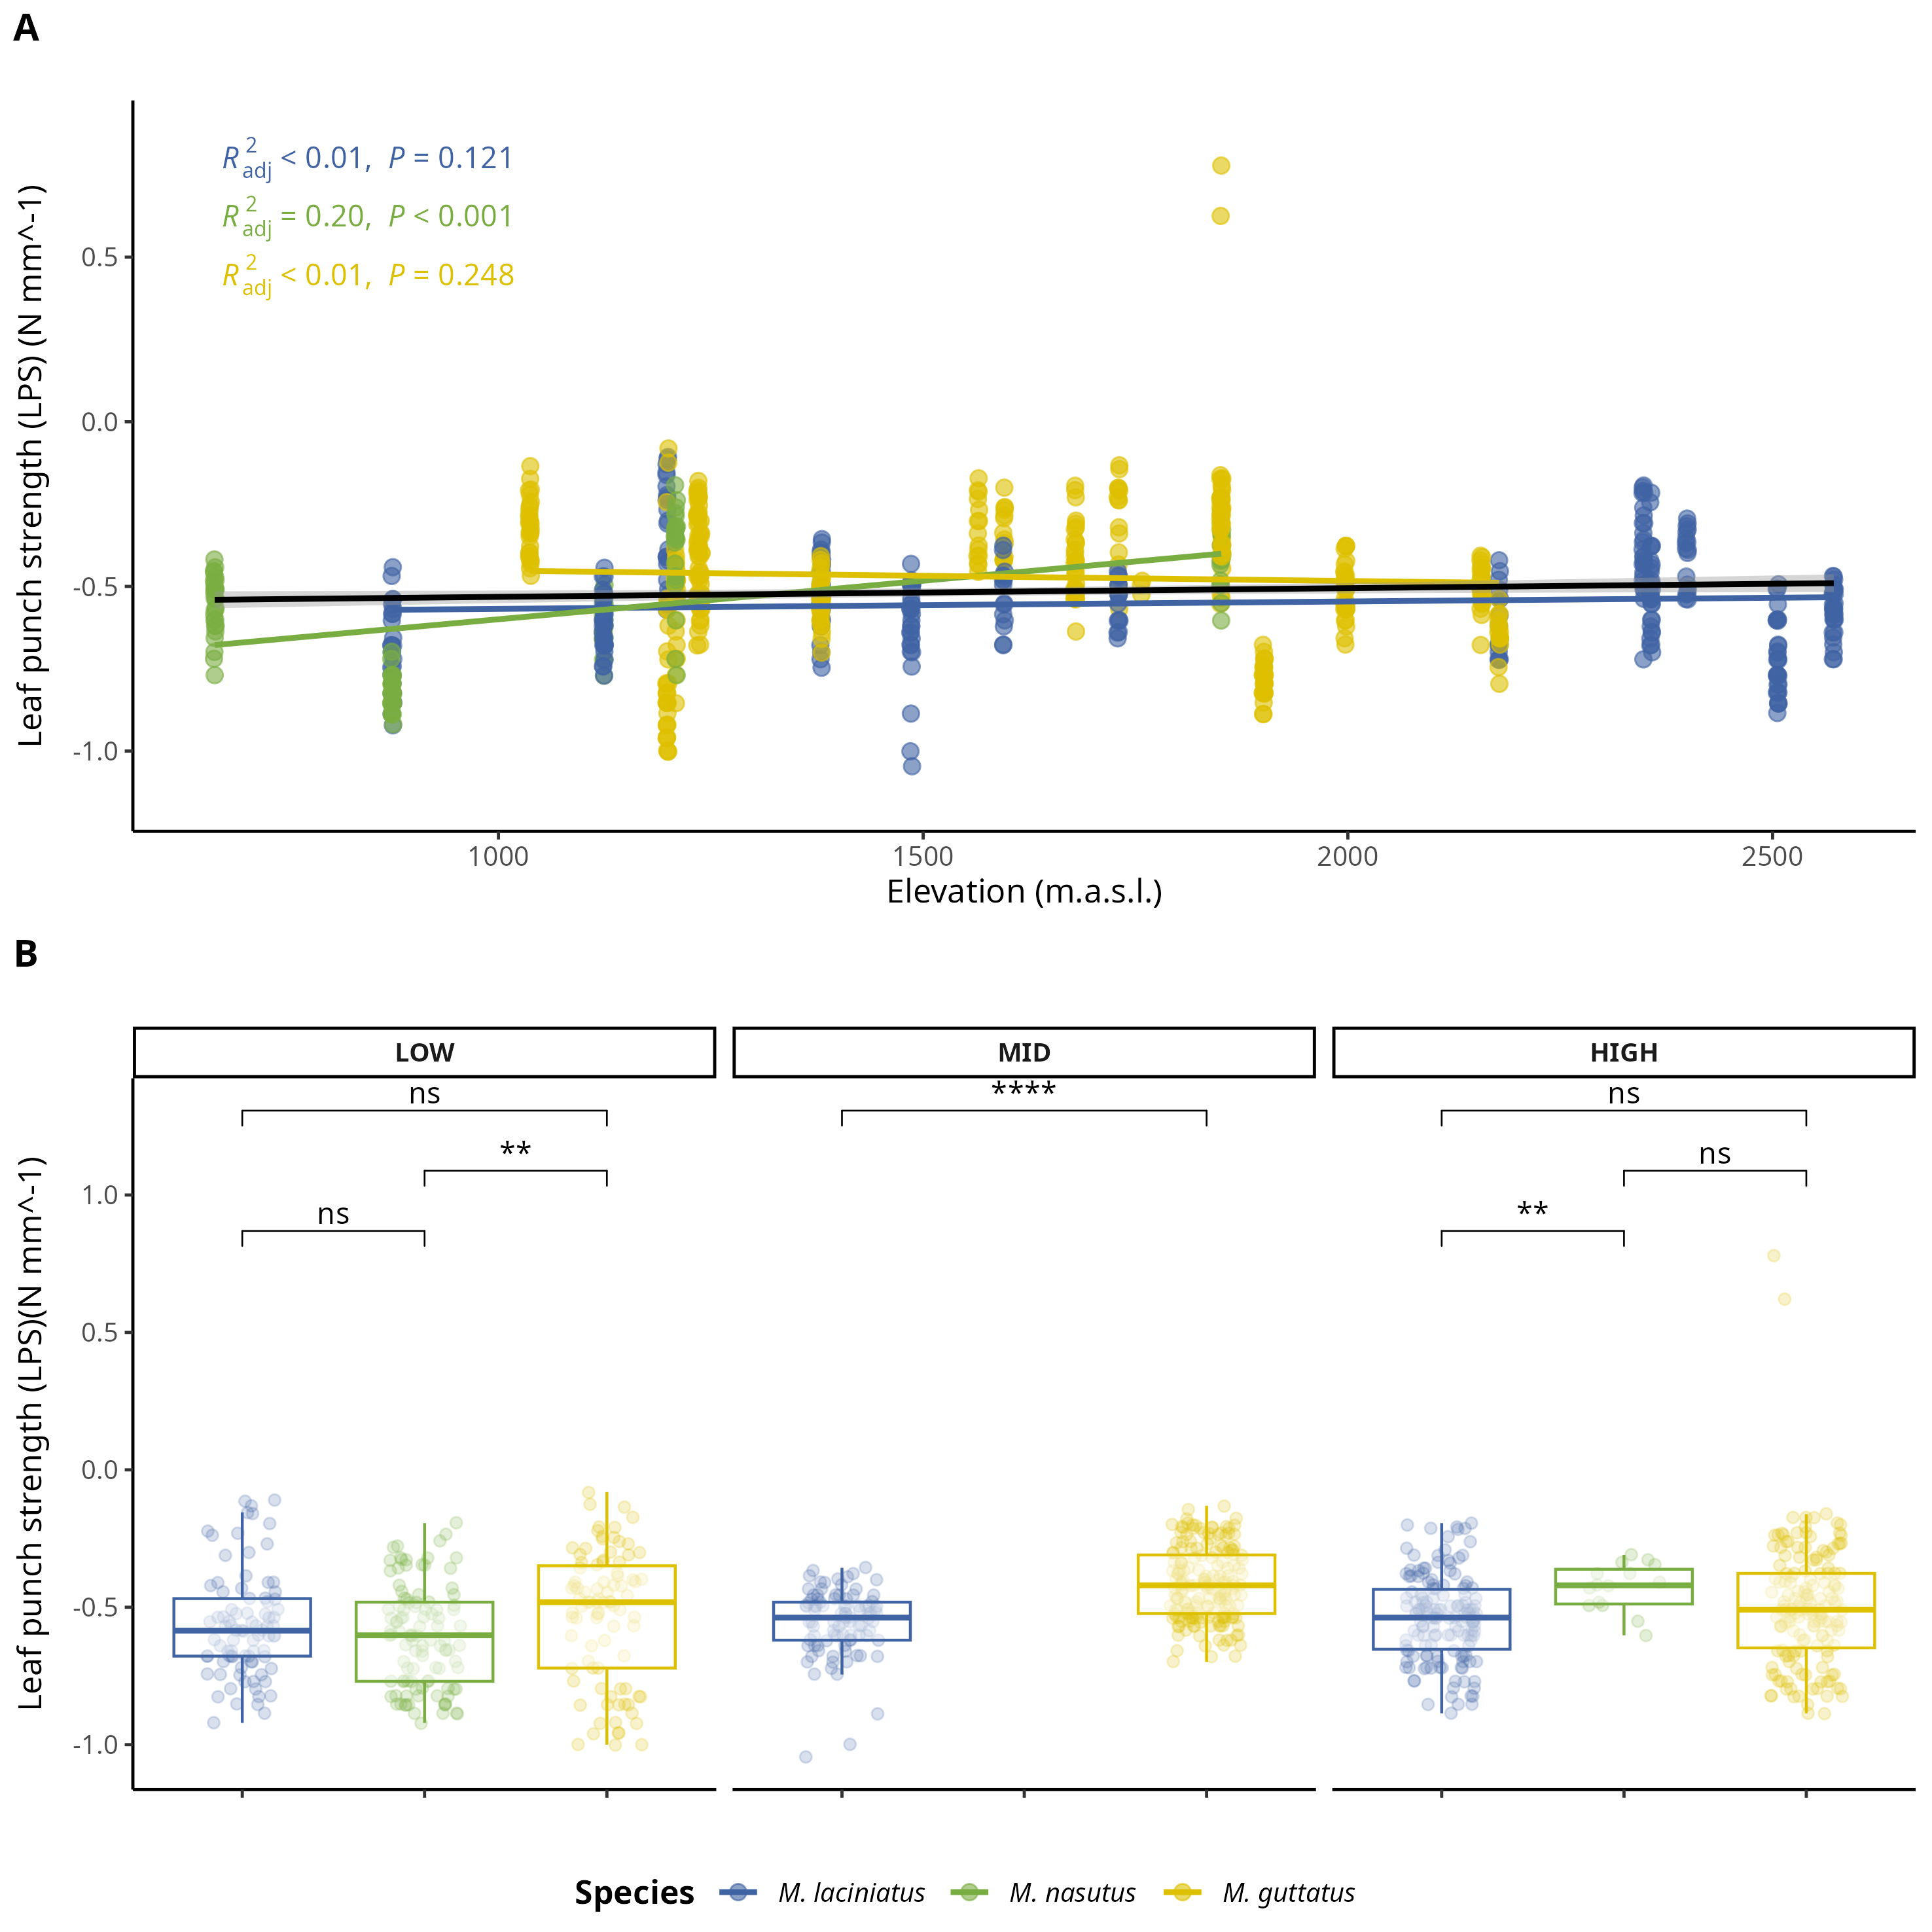 A
R²adj < 0.01, P = 0.121
R²adj = 0.20, P < 0.001
R²adj < 0.01, P = 0.248
Leaf punch strength (LPS) (N mm^-1)
0.5
0.0
-0.5
-1.0
1000 1500 2000 2500
Elevation (m.a.s.l.)
B
LOW MID HIGH
ns **** ns
** ns
ns **
Leaf punch strength (LPS)(N mm^-1)
1.0
0.5
0.0
-0.5
-1.0
Species M. laciniatus M. nasutus M. guttatus